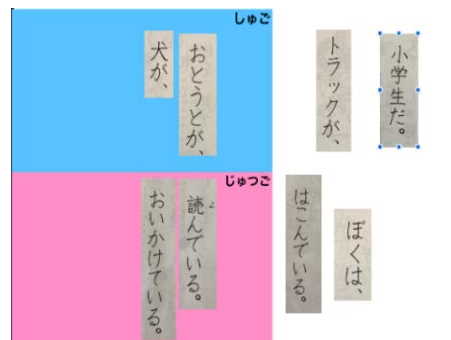 しゅご
おとうとが、
犬が、
じゅつご
読んでいる。
よ
おいかけている。
小学生だ。
トラックが、
ぼくは、
はこんでいる。